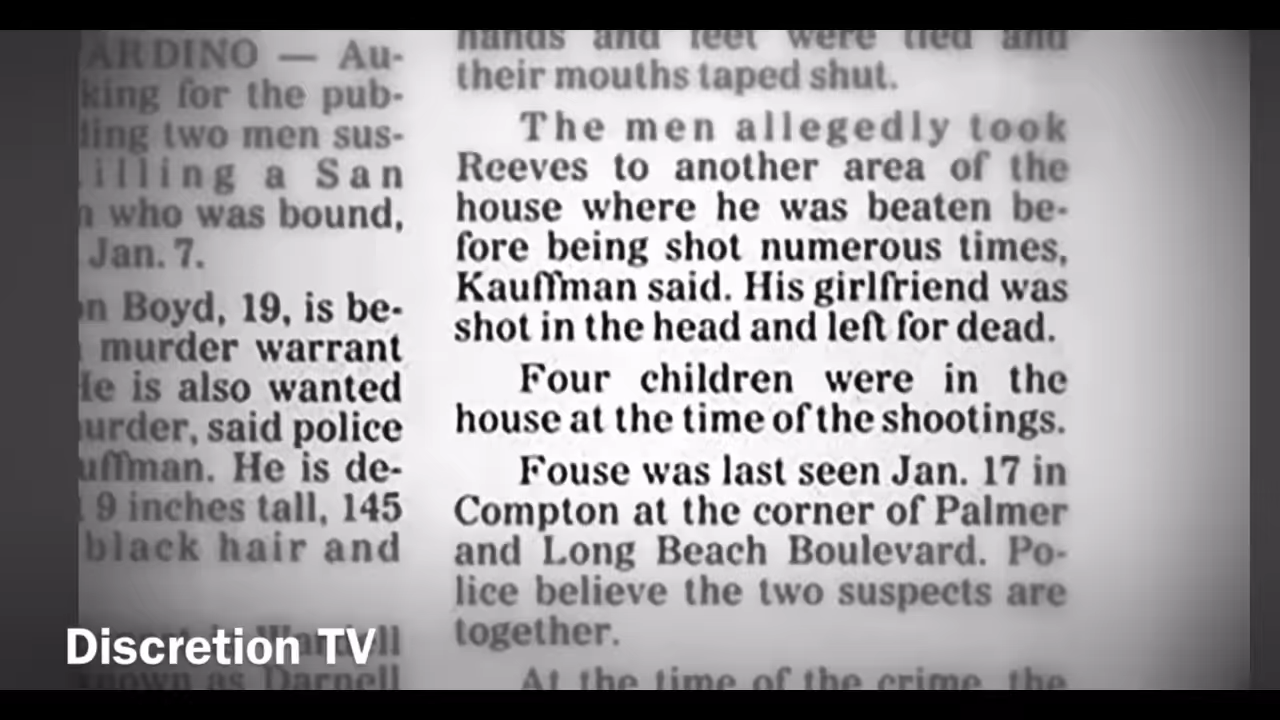 ARDINO — Au-
king for the pub-
ding two men sus-
illing a San
who was bound,
Jan. 7.
n Boyd, 19, is be-
murder warrant
He is also wanted
urder, said police
uffman. He is de-
9 inches tall, 145
black hair and
known as Darnell
hands and feet were tied and
their mouths taped shut.
The men allegedly took
Reeves to another area of the
house where he was beaten be-
fore being shot numerous times,
Kauffman said. His girlfriend was
shot in the head and left for dead.
Four children were in the
house at the time of the shootings.
Fouse was last seen Jan. 17 in
Compton at the corner of Palmer
and Long Beach Boulevard. Po-
lice believe the two suspects are
together.
At the time of the crime, the
Discretion TV